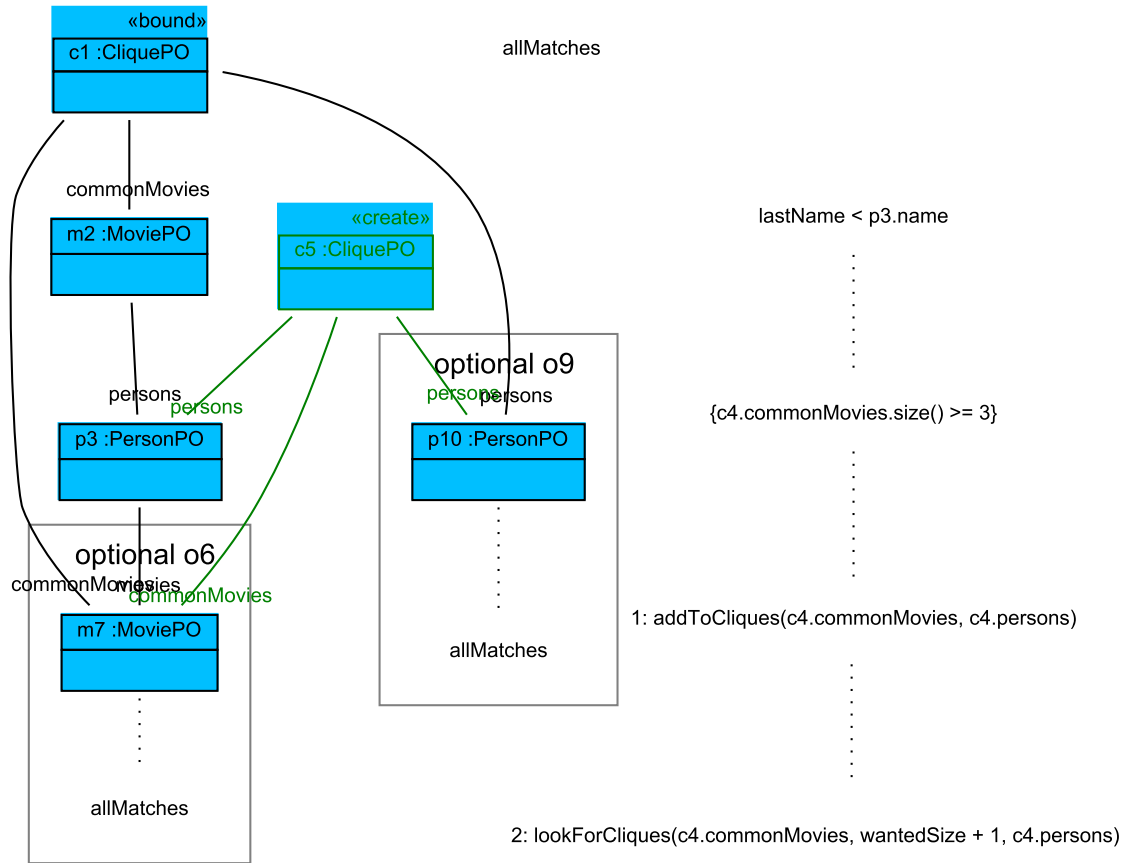 «bound»
c1 :CliquePO
allMatches
commonMovies
m2 :MoviePO
«create»
c5 :CliquePO
lastName < p3.name
optional o9
persons
persons
persons
persons
p3 :PersonPO
p10 :PersonPO
{c4.commonMovies.size() >= 3}
optional o6
commonMovies
movies
commonMovies
m7 :MoviePO
1: addToCliques(c4.commonMovies, c4.persons)
allMatches
allMatches
2: lookForCliques(c4.commonMovies, wantedSize + 1, c4.persons)